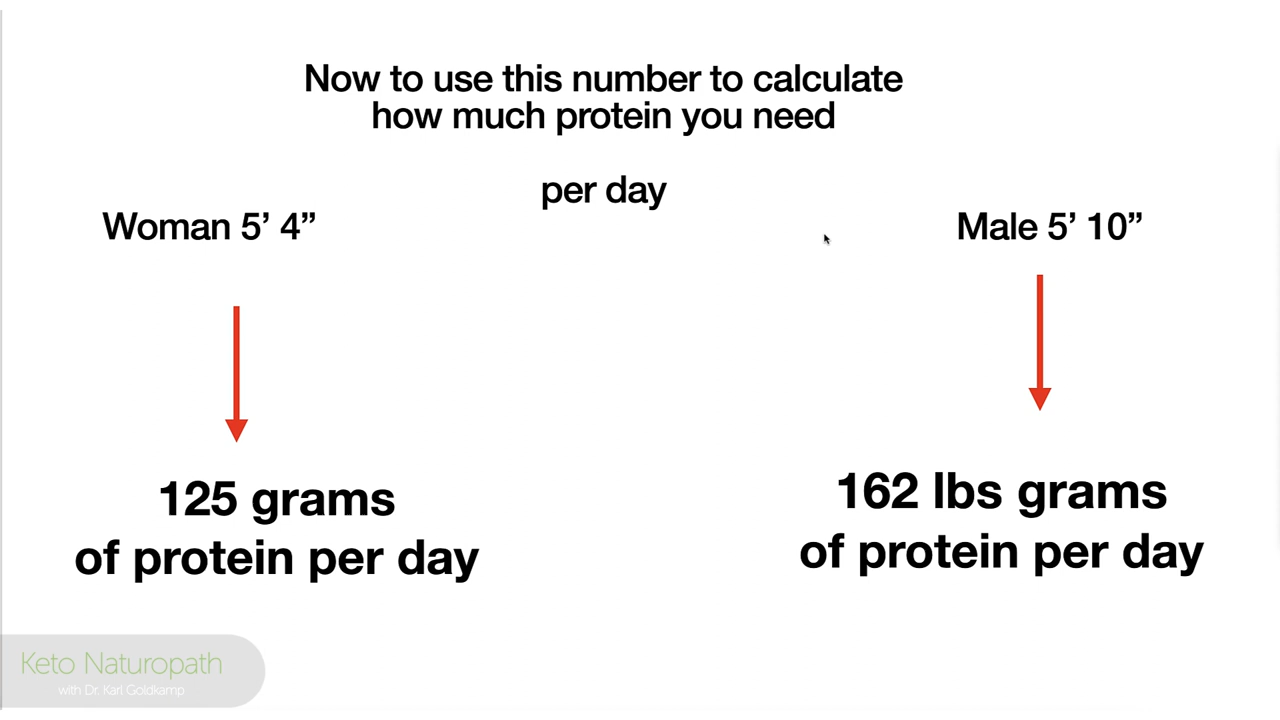 Now to use this number to calculate
how much protein you need
per day
Woman 5’ 4”
Male 5’ 10”
125 grams
of protein per day
162 lbs grams
of protein per day
Keto Naturopath
with Dr. Karl Goldkamp